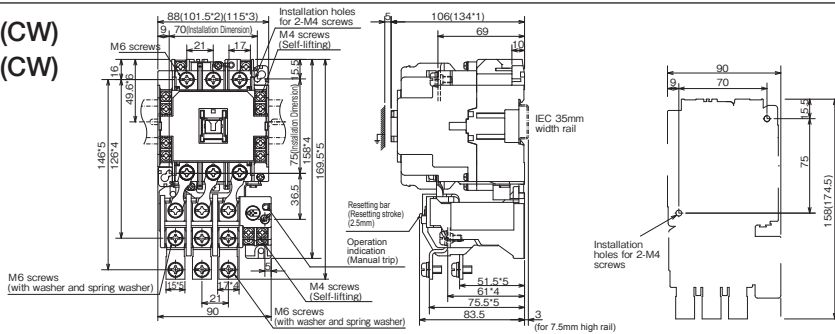 (CW)
(CW)
88(101.5*2)(115*3)
9
70(Installation Dimension)
Installation holes
for 2-M4 screws
M4 screws
(Self-lifting)
M6 screws
21
17
16
49.6*6
146*5
126*4
15.5
75(Installation Dimension)
158*4
169.5*5
36.5
M6 screws
(with washer and spring washer)
15*5
17*4
21
90
5
M4 screws
(Self-lifting)
M6 screws
(with washer and spring washer)
5
106(134*1)
69
10
IEC 35mm
width rail
Resetting bar
(Resetting stroke)
(2.5mm)
Operation
indication
(Manual trip)
51.5*5
61*4
75.5*5
83.5
3
(for 7.5mm high rail)
90
9
70
15.5
75
158(174.5)
Installation
holes for 2-M4
screws